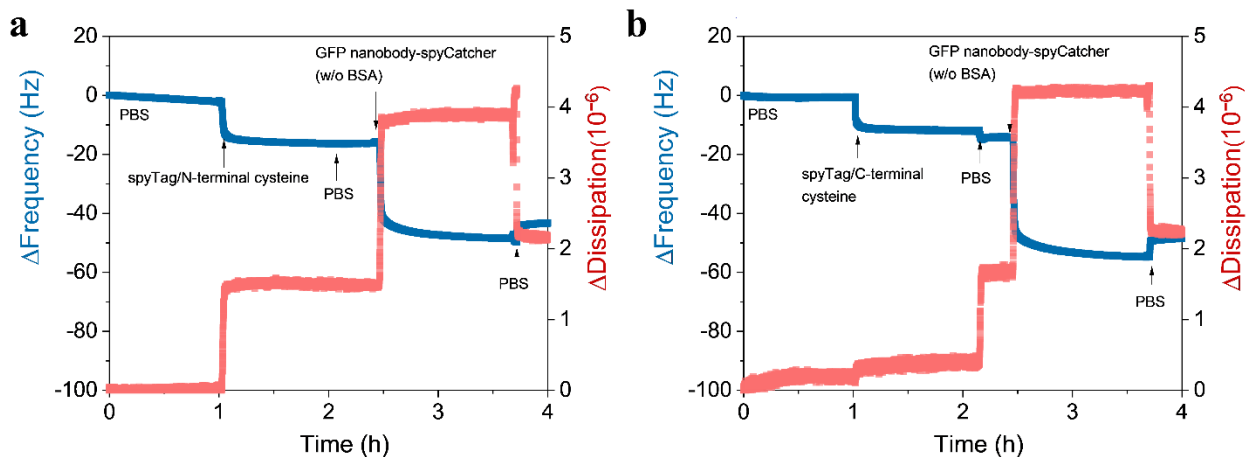 a
20
0
-20
-40
-60
-80
-100
ΔFrequency (Hz)
PBS
spyTag/N-terminal cysteine
PBS
GFP nanobody-spyCatcher
(w/o BSA)
PBS
5
4
3
2
1
0
ΔDissipation(10⁻⁶)
0 1 2 3 4
Time (h)
b
20
0
-20
-40
-60
-80
-100
ΔFrequency (Hz)
PBS
spyTag/C-terminal
cysteine
PBS
GFP nanobody-spyCatcher
(w/o BSA)
PBS
5
4
3
2
1
0
ΔDissipation(10⁻⁶)
0 1 2 3 4
Time (h)